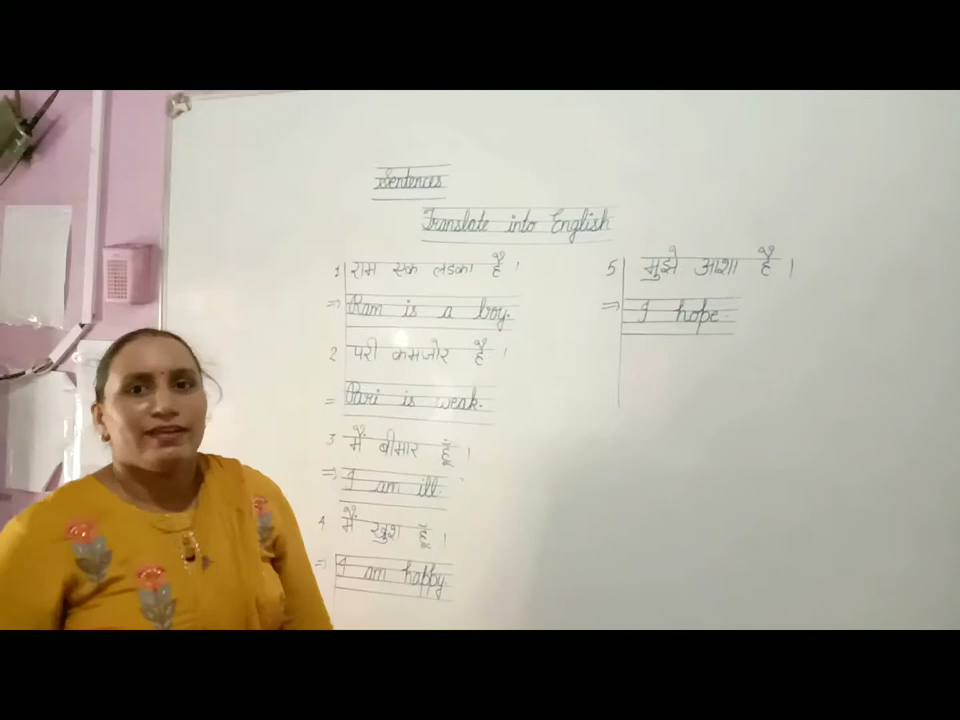 Sentences
Translate into English
1 राम एक लडका है ।
⇒ Ram is a boy.
2 परी कमजोर है ।
= Pari is weak.
3 मैं बीमार हूँ ।
⇒ I am ill.
4 मैं खुश हूँ ।
⇒ I am happy
5 मुझे आशा है ।
⇒ I hope.